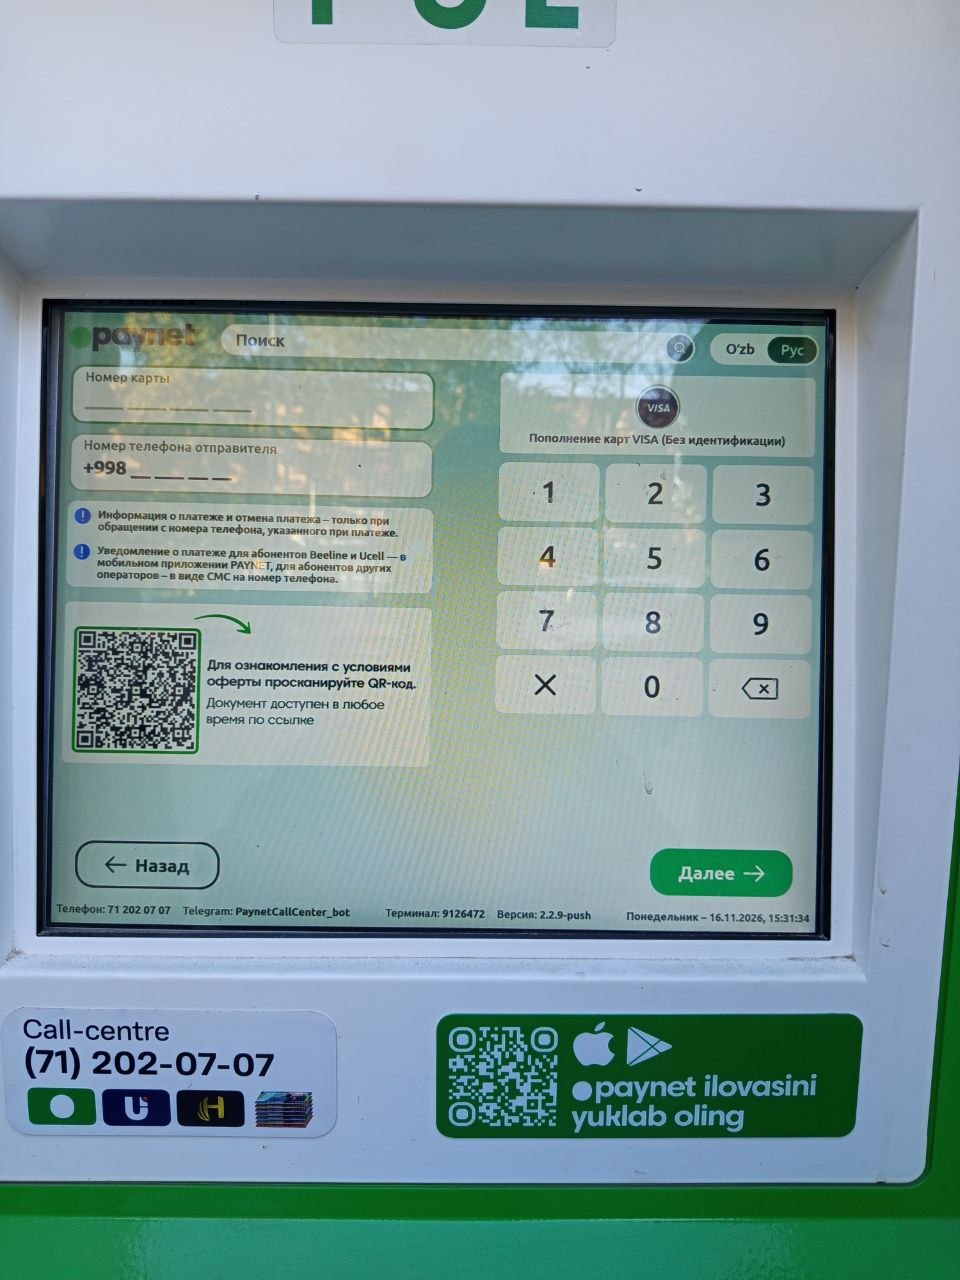 paynet
Поиск
O'zb
Рус
Номер карты
Номер телефона отправителя
+998
Информация о платеже и отмена платежа – только при
обращении с номера телефона, указанного при платеже.
Уведомление о платеже для абонентов Beeline и Ucell — в
мобильном приложении PAYNET, для абонентов других
операторов – в виде СМС на номер телефона.
Для ознакомления с условиями
оферты просканируйте QR-код.
Документ доступен в любое
время по ссылке
VISA
Пополнение карт VISA (Без идентификации)
1 2 3
4 5 6
7 8 9
0
← Назад
Далее →
Телефон: 71 202 07 07 Telegram: PaynetCallCenter_bot Терминал: 9126472 Версия: 2.2.9-push Понедельник – 16.11.2026, 15:31:34
Call-centre
(71) 202-07-07
paynet ilovasini
yuklab oling